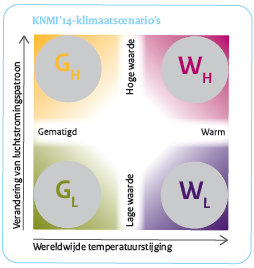 KNMI'14-klimaatscenario's
Verandering van luchtstromingspatroon
Hoge waarde
GH
WH
Gematigd
Warm
Lage waarde
GL
WL
Wereldwijde temperatuurstijging